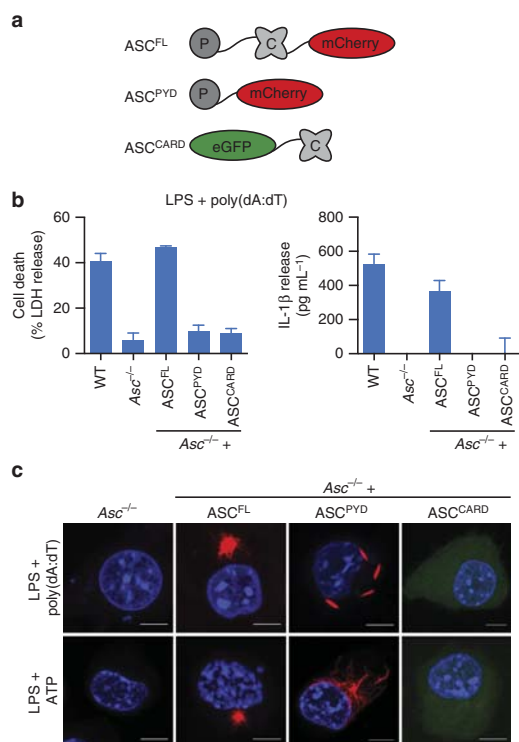 a
ASC^FL P C mCherry
ASC^PYD P mCherry
ASC^CARD eGFP C
b
LPS + poly(dA:dT)
Cell death
(% LDH release)
60
40
20
0
WT
Asc^−/−
ASC^FL
ASC^PYD
ASC^CARD
Asc^−/− +
IL-1β release
(pg mL^−1)
800
600
400
200
0
WT
Asc^−/−
ASC^FL
ASC^PYD
ASC^CARD
Asc^−/− +
c
Asc^−/− +
Asc^−/− ASC^FL ASC^PYD ASC^CARD
LPS +
poly(dA:dT)
LPS +
ATP